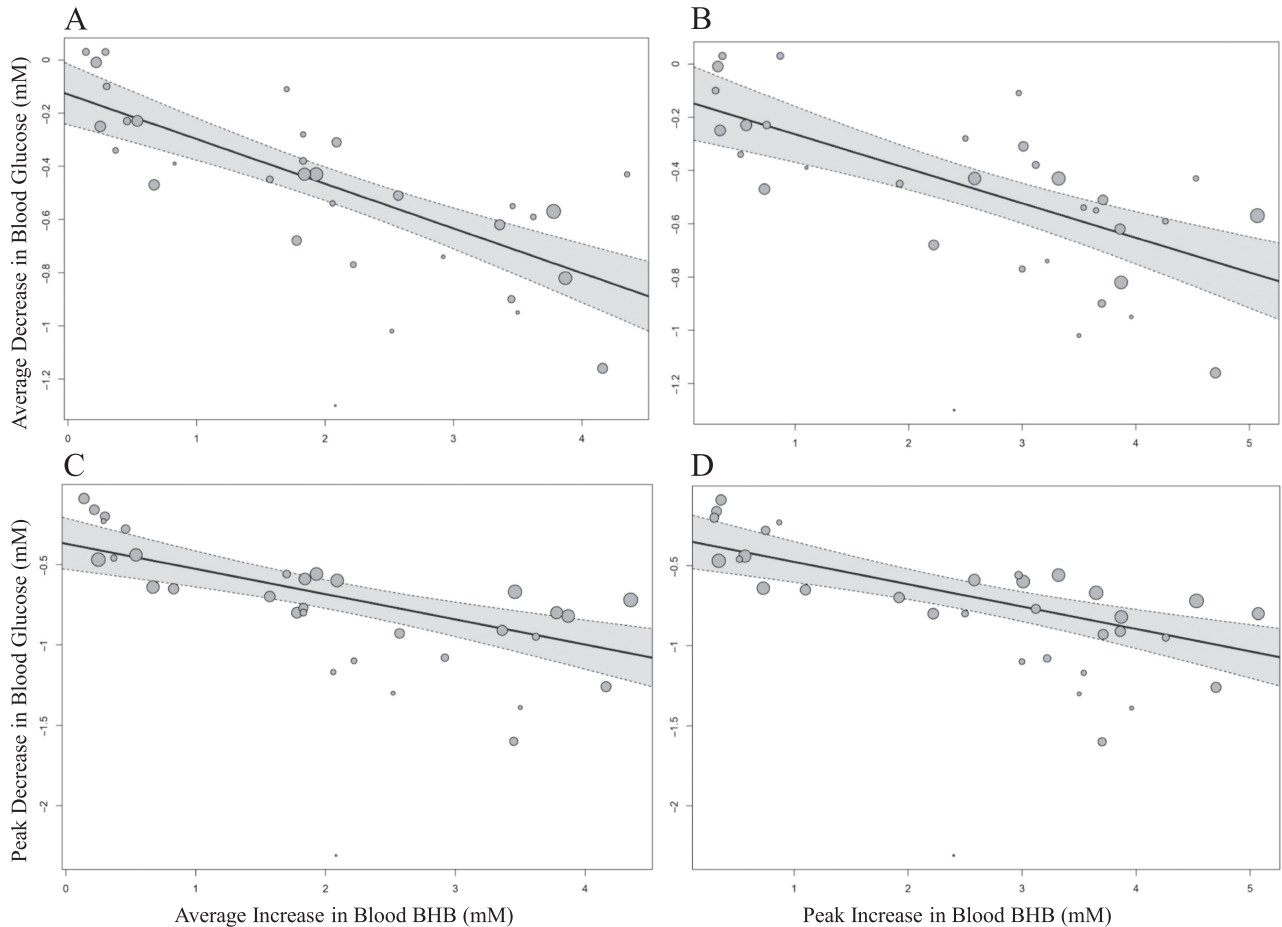 A
B
Average Decrease in Blood Glucose (mM)
0
−0.2
−0.4
−0.6
−0.8
−1
−1.2
0 1 2 3 4
0
−0.2
−0.4
−0.6
−0.8
−1
−1.2
1 2 3 4 5
C
D
Peak Decrease in Blood Glucose (mM)
−0.5
−1
−1.5
−2
0 1 2 3 4
−0.5
−1
−1.5
−2
1 2 3 4 5
Average Increase in Blood BHB (mM)
Peak Increase in Blood BHB (mM)